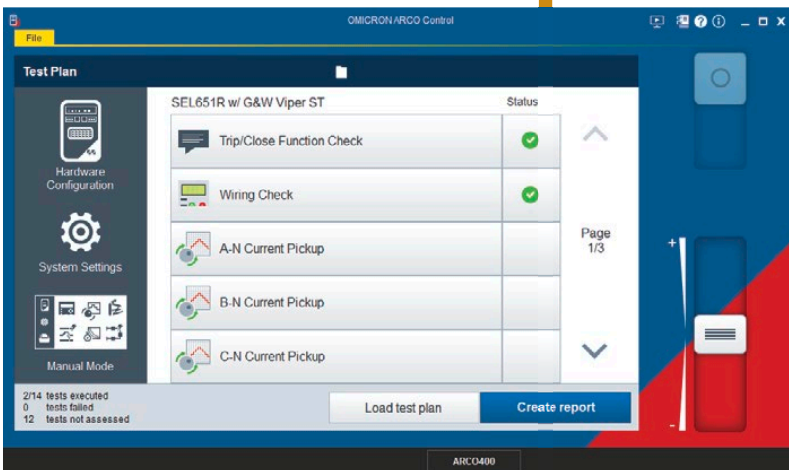 OMICRON ARCO Control
File
Test Plan
SEL651R w/ G&W Viper ST
Status
Hardware
Configuration
System Settings
Manual Mode
Trip/Close Function Check
Wiring Check
A-N Current Pickup
B-N Current Pickup
C-N Current Pickup
Page
1/3
+
-
2/14 tests executed
0 tests failed
12 tests not assessed
Load test plan
Create report
ARCO400